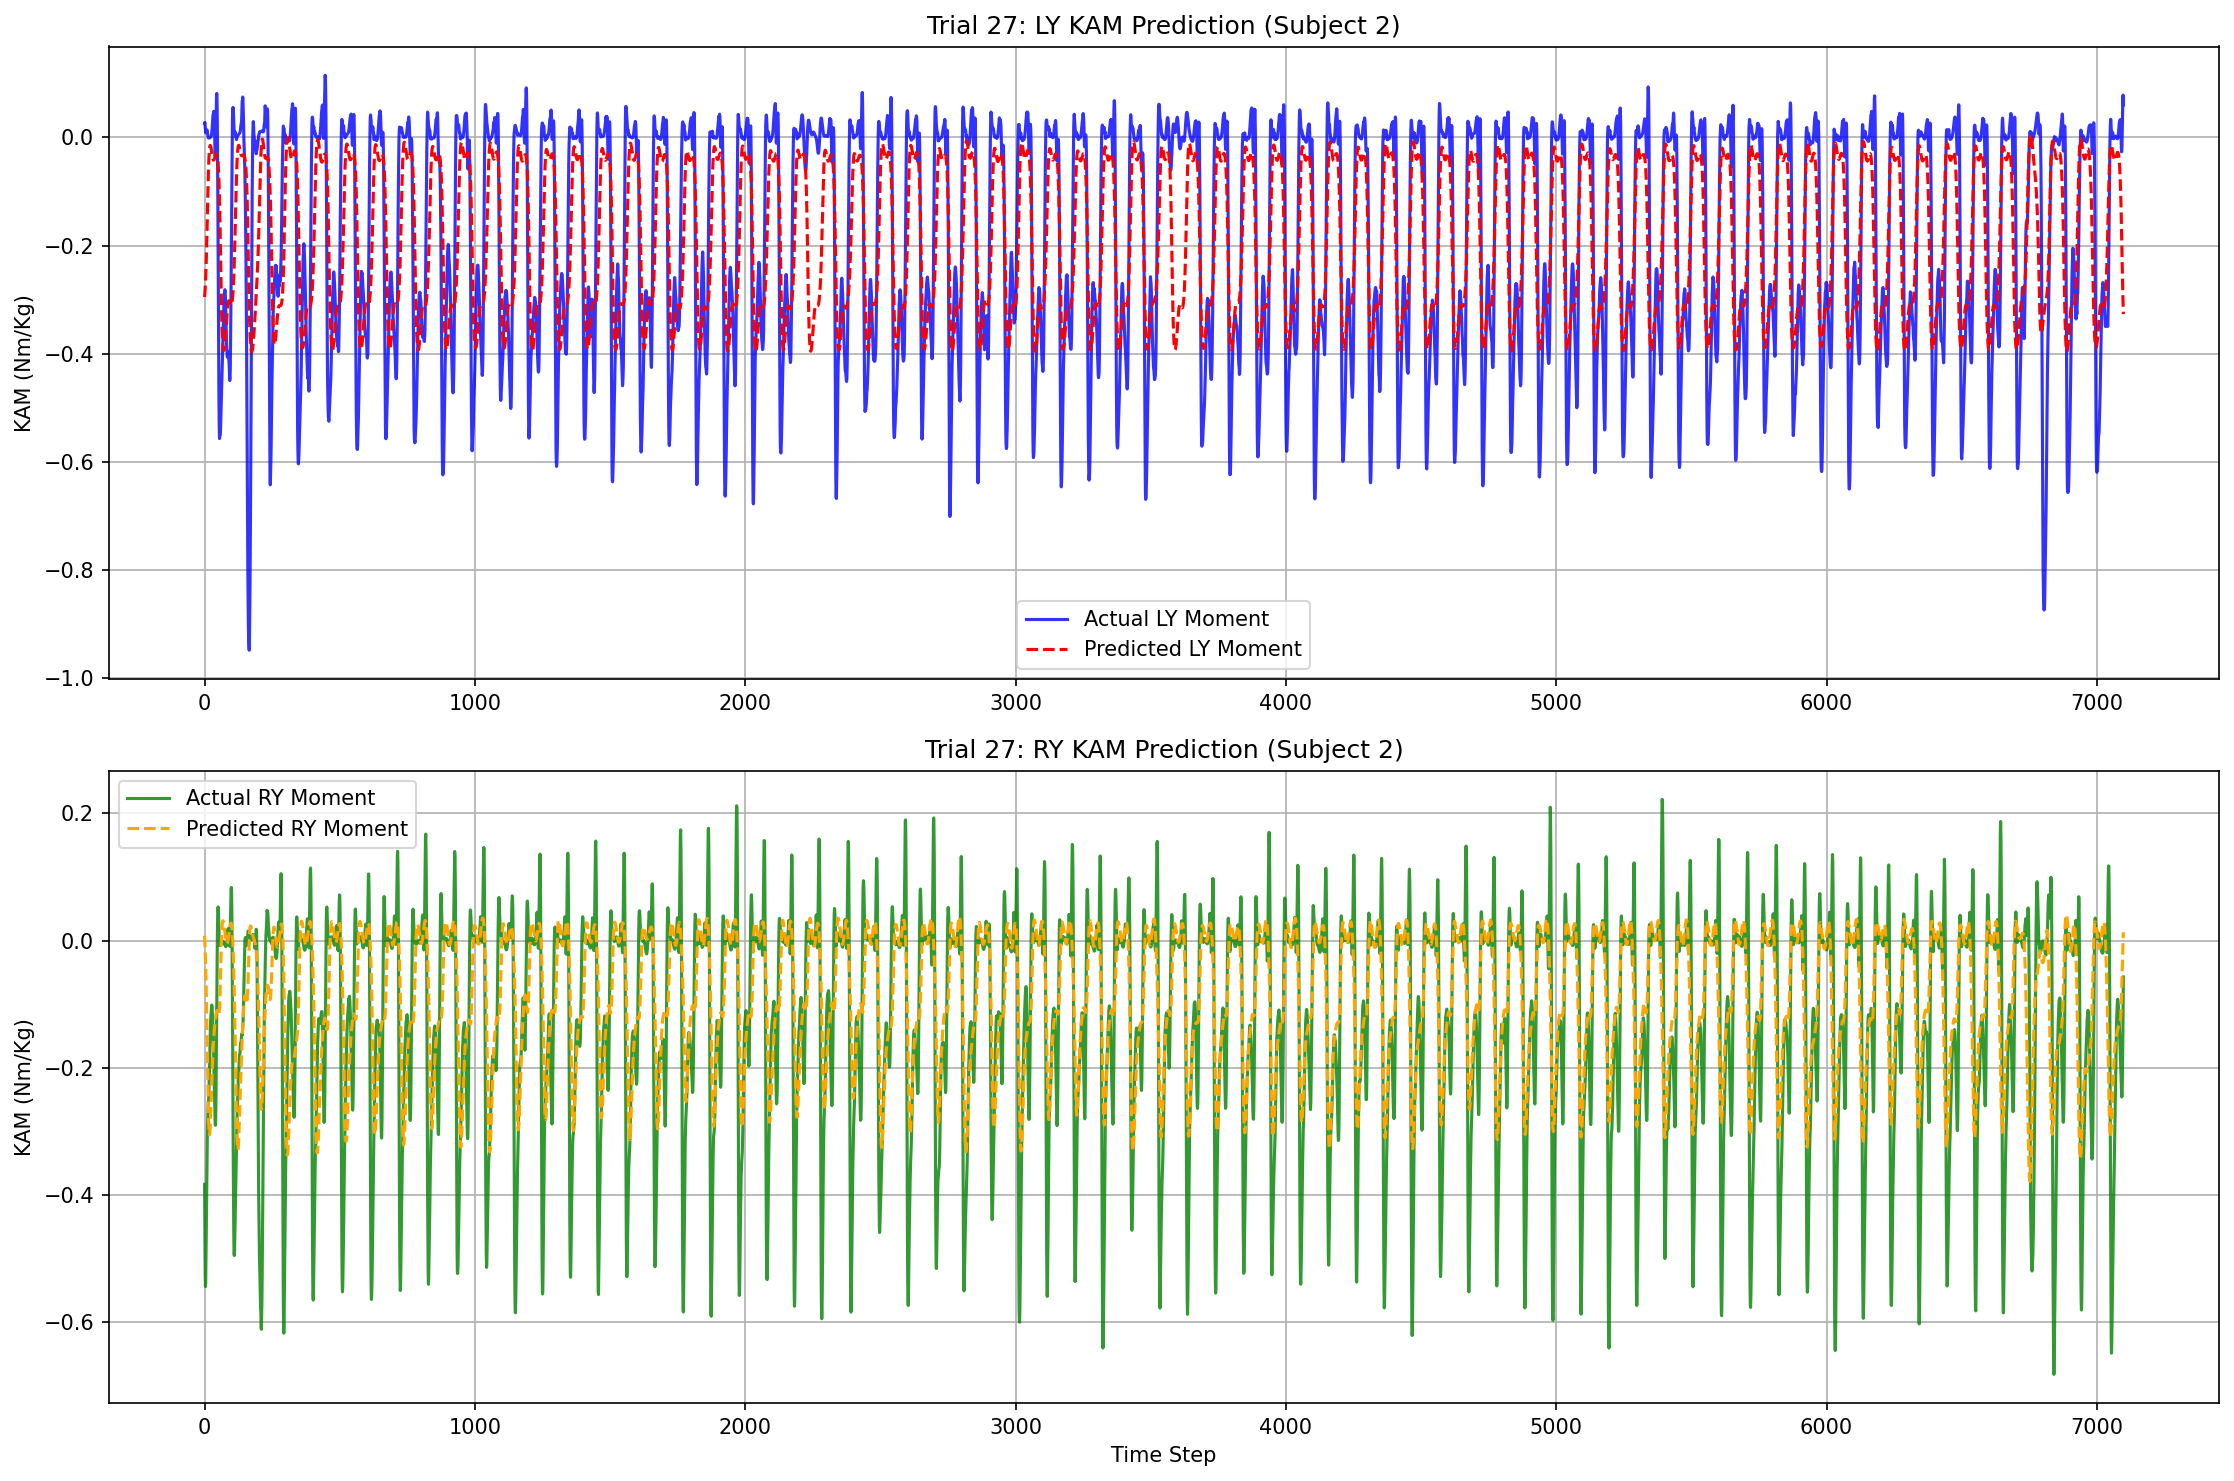 Trial 27: LY KAM Prediction (Subject 2)
KAM (Nm/Kg)
0.0
−0.2
−0.4
−0.6
−0.8
−1.0
Actual LY Moment
Predicted LY Moment
0 1000 2000 3000 4000 5000 6000 7000
Trial 27: RY KAM Prediction (Subject 2)
KAM (Nm/Kg)
Actual RY Moment
Predicted RY Moment
0.2
0.0
−0.2
−0.4
−0.6
0 1000 2000 3000 4000 5000 6000 7000
Time Step